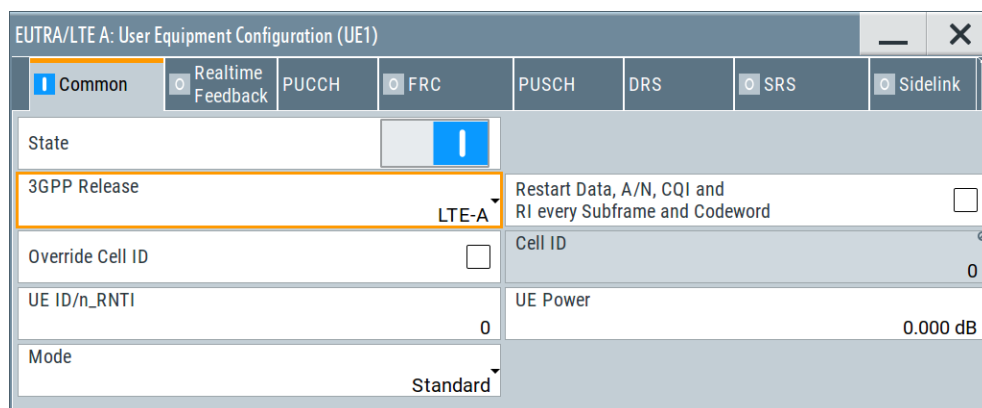 EUTRA/LTE A: User Equipment Configuration (UE1)
Common
Realtime
Feedback
PUCCH
FRC
PUSCH
DRS
SRS
Sidelink
State
3GPP Release
LTE-A
Restart Data, A/N, CQI and
RI every Subframe and Codeword
Override Cell ID
Cell ID
0
UE ID/n_RNTI
0
UE Power
0.000 dB
Mode
Standard